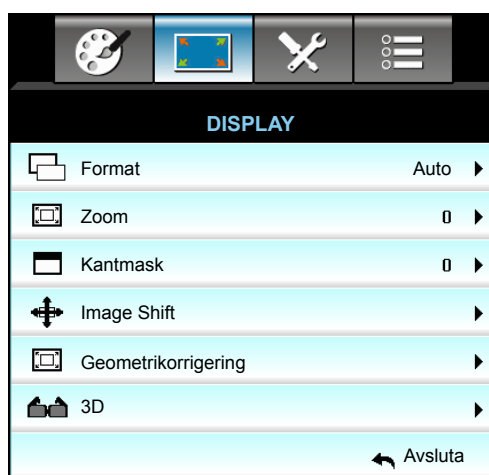 DISPLAY
Format Auto
Zoom 0
Kantmask 0
Image Shift
Geometrikorrigering
3D
Avsluta